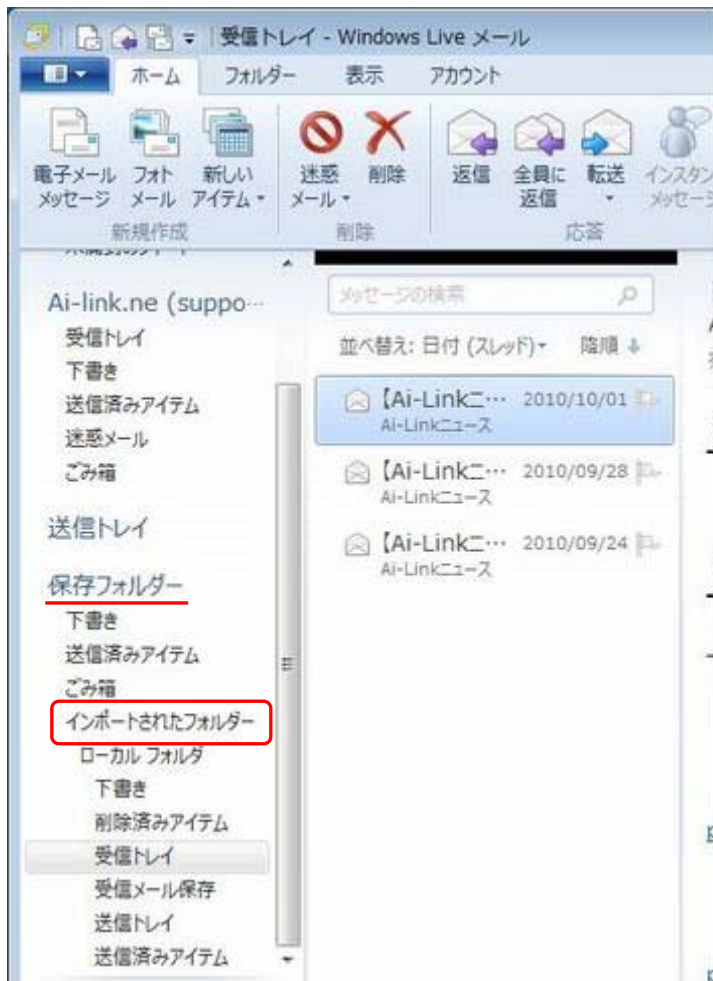 受信トレイ - Windows Live メール
ホーム フォルダー 表示 アカウント
電子メール メッセージ
フォト メール
新しい アイテム
迷惑 メール
削除
返信
全員に 返信
転送
インスタン メッセージ
新規作成 削除 応答
Ai-link.ne (suppo…
受信トレイ
下書き
送信済みアイテム
迷惑メール
ごみ箱
送信トレイ
保存フォルダー
下書き
送信済みアイテム
ごみ箱
インポートされたフォルダー
ローカル フォルダ
下書き
削除済みアイテム
受信トレイ
受信メール保存
送信トレイ
送信済みアイテム
メッセージの検索
並べ替え: 日付 (スレッド) 降順
【Ai-Linkニ… 2010/10/01
Ai-Linkニュース
【Ai-Linkニ… 2010/09/28
Ai-Linkニュース
【Ai-Linkニ… 2010/09/24
Ai-Linkニュース